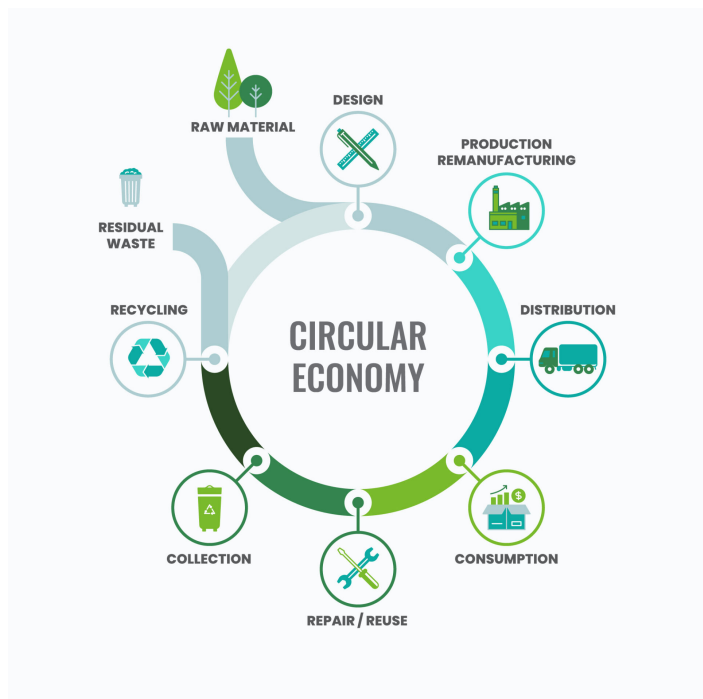 DESIGN
RAW MATERIAL
PRODUCTION
REMANUFACTURING
RESIDUAL
WASTE
RECYCLING
DISTRIBUTION
CIRCULAR
ECONOMY
$
COLLECTION
CONSUMPTION
REPAIR / REUSE